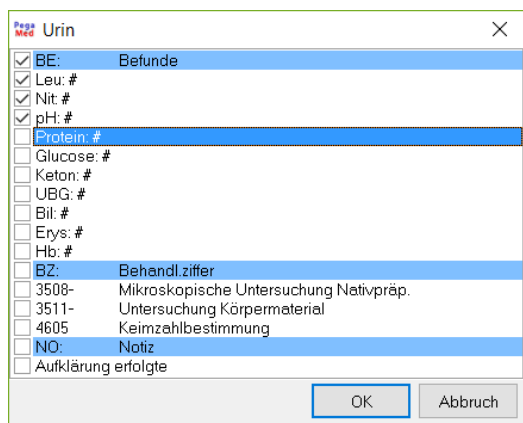 Pega Med Urin
BE: Befunde
Leu: #
Nit: #
pH: #
Protein: #
Glucose: #
Keton: #
UBG: #
Bil: #
Erys: #
Hb: #
BZ: Behandl.ziffer
3508- Mikroskopische Untersuchung Nativpräp.
3511- Untersuchung Körpermaterial
4605 Keimzahlbestimmung
NO: Notiz
Aufklärung erfolgte
OK Abbruch